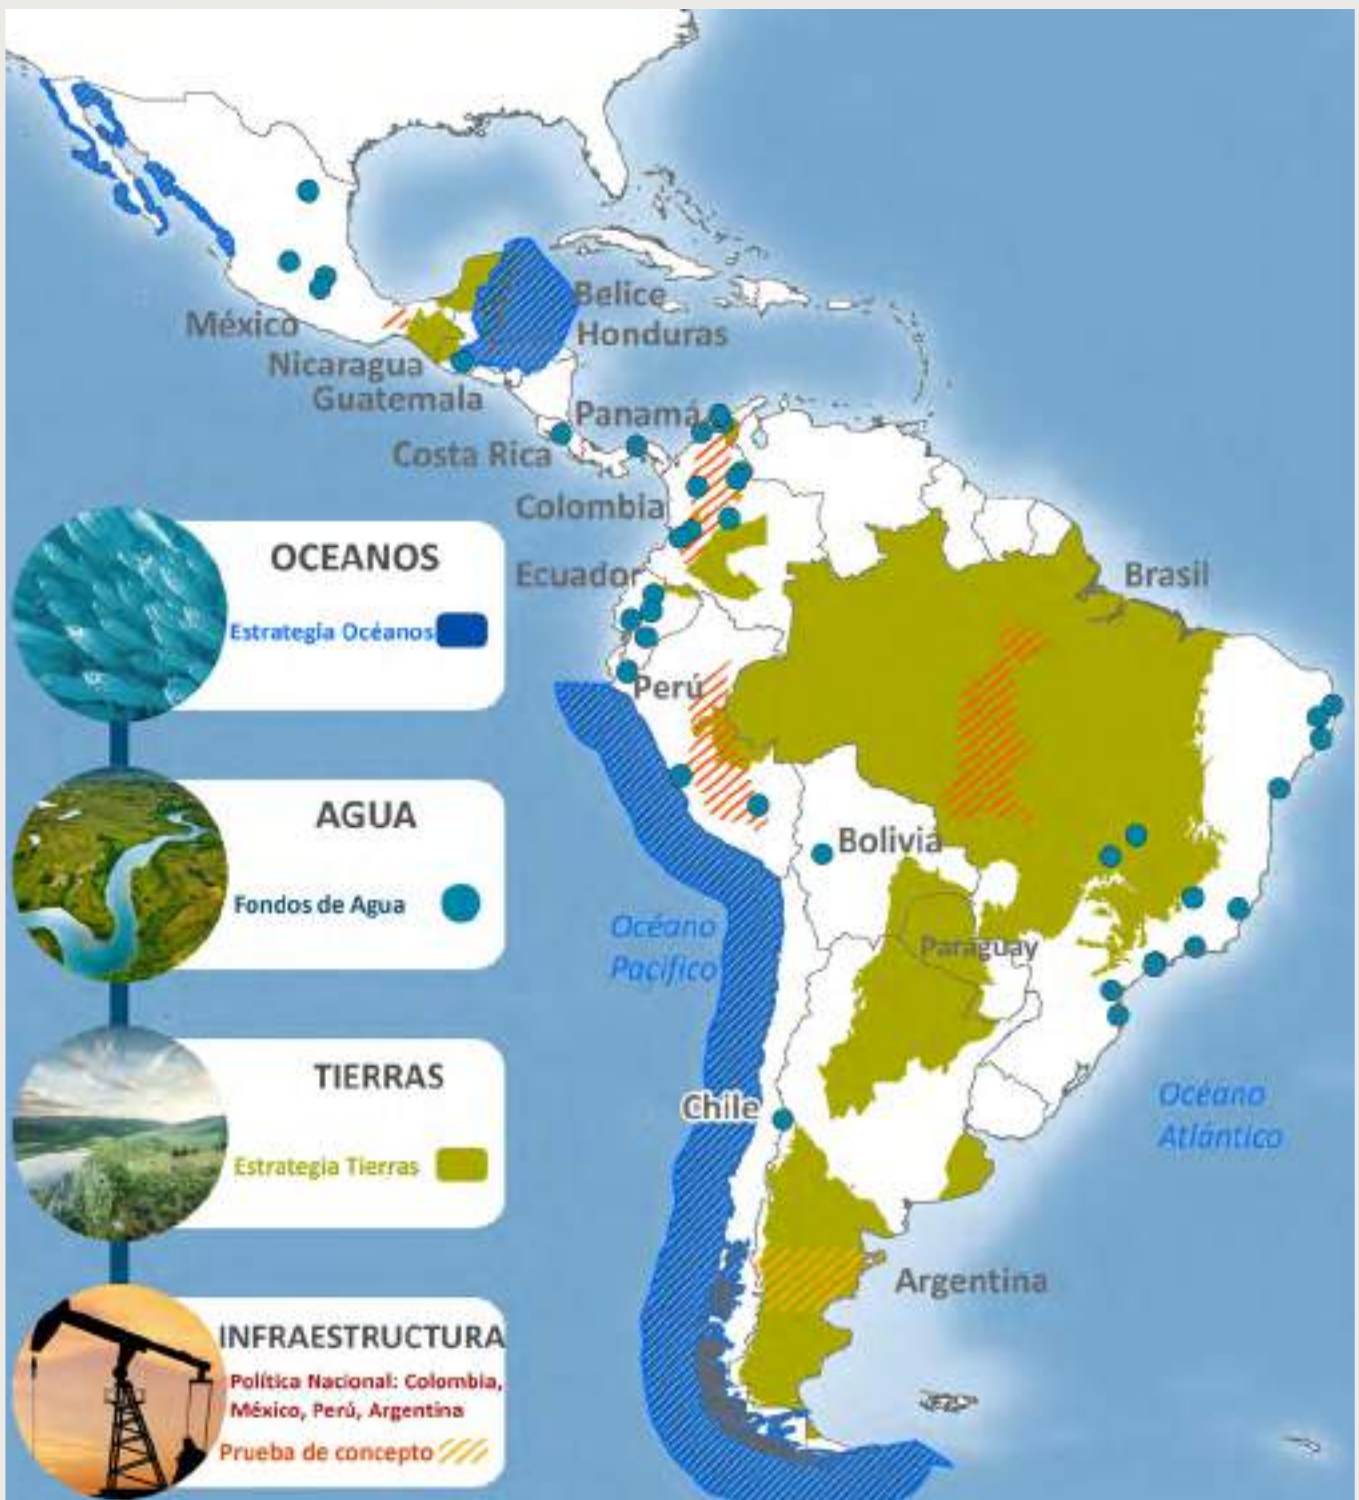 México
Nicaragua
Guatemala
Belice
Honduras
Panamá
Costa Rica
Colombia
Ecuador
Brasil
Perú
Bolivia
Océano
Pacifico
Paraguay
Chile
Océano
Atlántico
Argentina
OCEANOS
Estrategia Océanos
AGUA
Fondos de Agua
TIERRAS
Estrategia Tierras
INFRAESTRUCTURA
Política Nacional: Colombia,
México, Perú, Argentina
Prueba de concepto